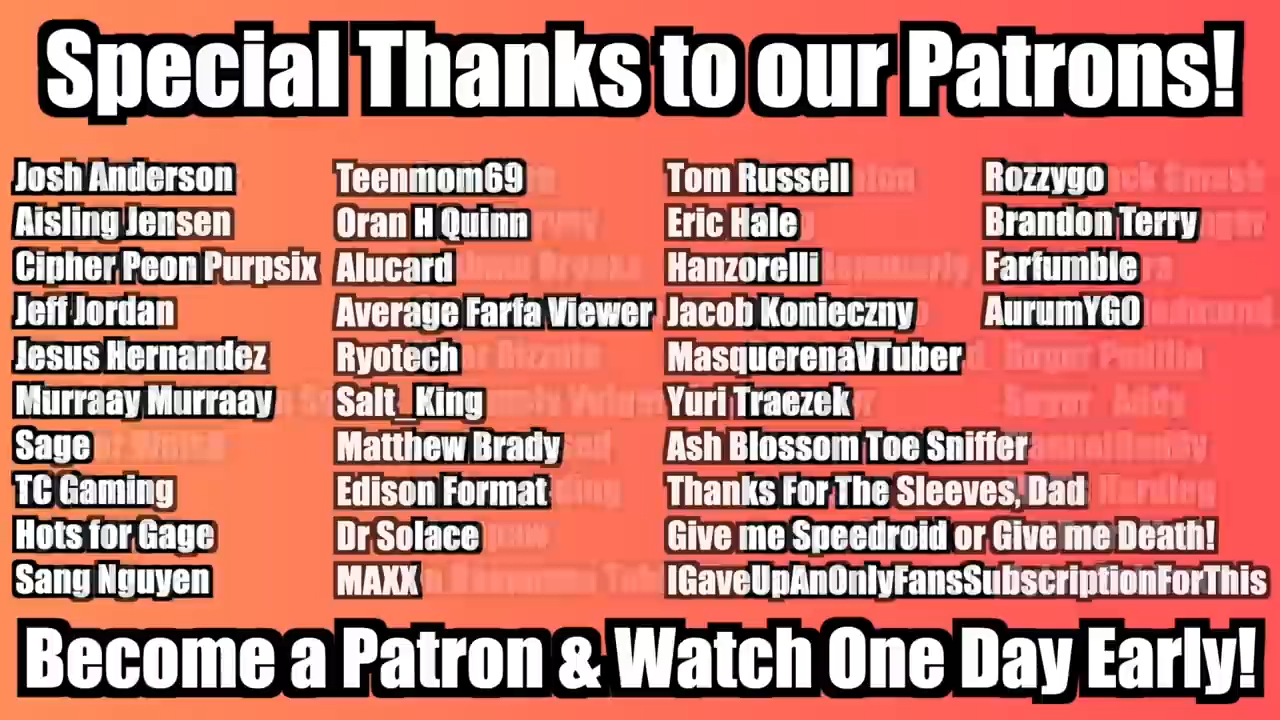 Special Thanks to our Patrons!
Josh Anderson
Aisling Jensen
Cipher Peon Purpsix
Jeff Jordan
Jesus Hernandez
Murraay Murraay
Sage
TC Gaming
Hots for Gage
Sang Nguyen
Teenmom69
Oran H Quinn
Alucard
Average Farfa Viewer
Ryotech
Salt_King
Matthew Brady
Edison Format
Dr Solace
MAXX
Tom Russell
Eric Hale
Hanzorelli
Jacob Konieczny
MasquerenaVTuber
Yuri Traezek
Ash Blossom Toe Sniffer
Thanks For The Sleeves, Dad
Give me Speedroid or Give me Death!
IGaveUpAnOnlyFansSubscriptionForThis
Rozzygo
Brandon Terry
Farfumble
AurumYGO
Become a Patron & Watch One Day Early!